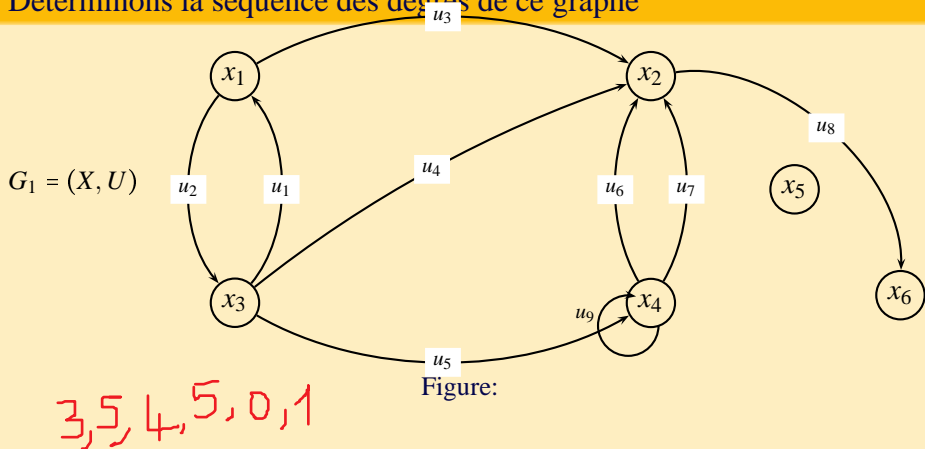 Déterminons la séquence des degrés de ce graphe
u3
x1
x2
u8
u4
G1 = (X, U)
u2
u1
u6
u7
x5
x3
x4
x6
u9
u5
Figure:
3,5,4,5,0,1